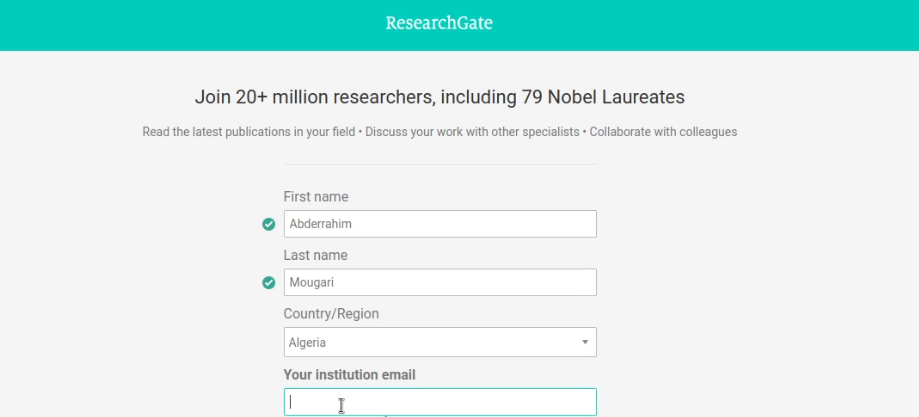 ResearchGate
Join 20+ million researchers, including 79 Nobel Laureates
Read the latest publications in your field • Discuss your work with other specialists • Collaborate with colleagues
First name
Abderrahim
Last name
Mougari
Country/Region
Algeria
Your institution email